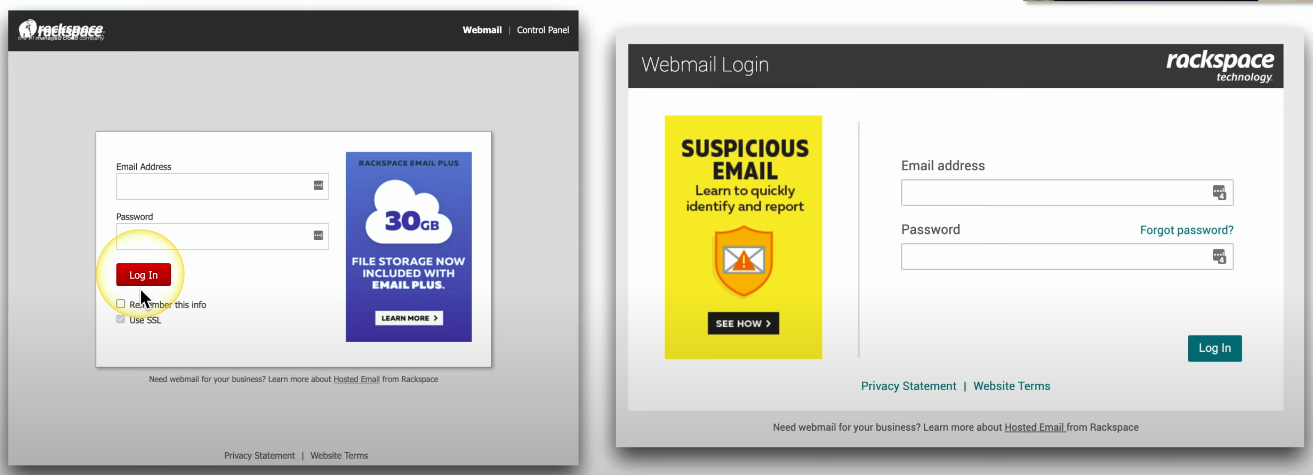 rackspace
the #1 managed cloud company
Webmail | Control Panel
Email Address
Password
Log In
Remember this info
Use SSL
RACKSPACE EMAIL PLUS
30GB
FILE STORAGE NOW
INCLUDED WITH
EMAIL PLUS.
LEARN MORE >
Need webmail for your business? Learn more about Hosted Email from Rackspace
Privacy Statement | Website Terms
Webmail Login
rackspace
technology
SUSPICIOUS
EMAIL
Learn to quickly
identify and report
SEE HOW >
Email address
4
Password Forgot password?
4
Log In
Privacy Statement | Website Terms
Need webmail for your business? Learn more about Hosted Email from Rackspace